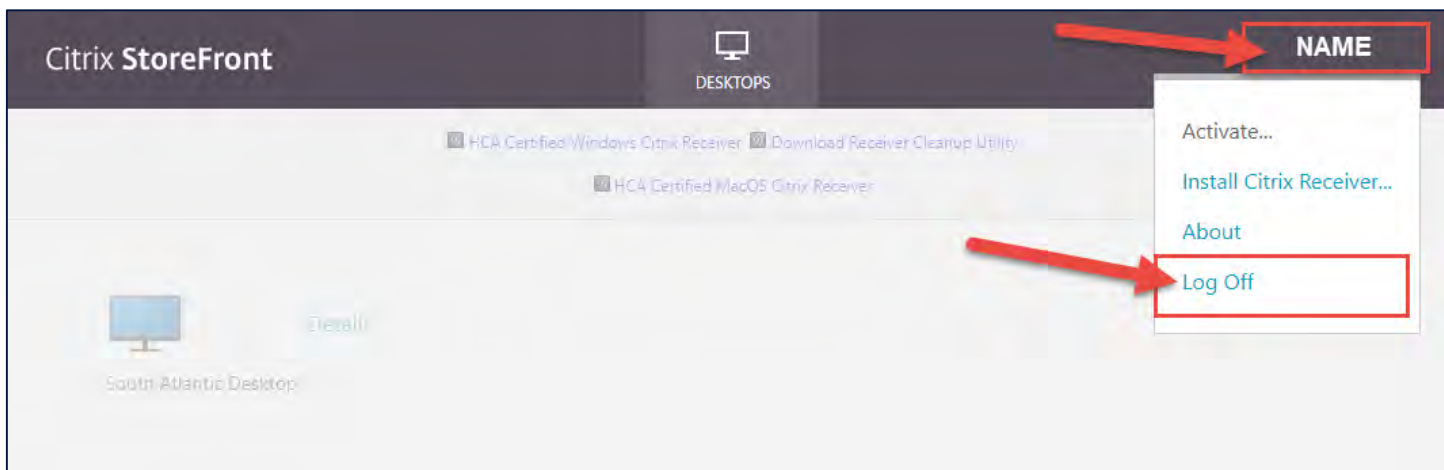 Citrix StoreFront
DESKTOPS
NAME
HCA Certified Windows Citrix Receiver Download Receiver Cleanup Utility
HCA Certified MacOS Citrix Receiver
Activate...
Install Citrix Receiver...
About
Log Off
Details
South Atlantic Desktop